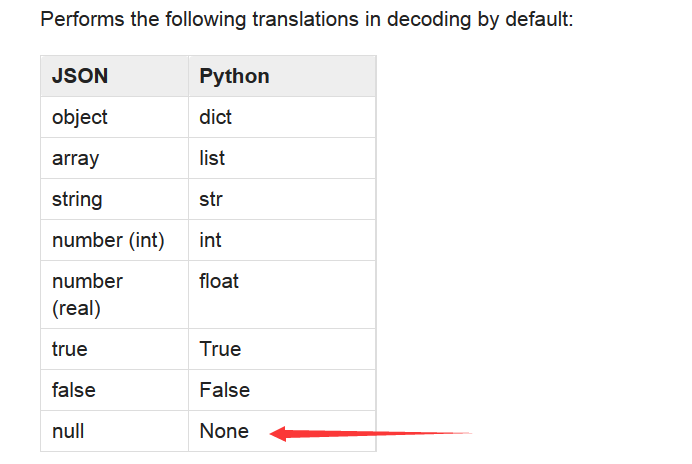 Performs the following translations in decoding by default:
JSON Python
object dict
array list
string str
number (int) int
number float
(real)
true True
false False
null None